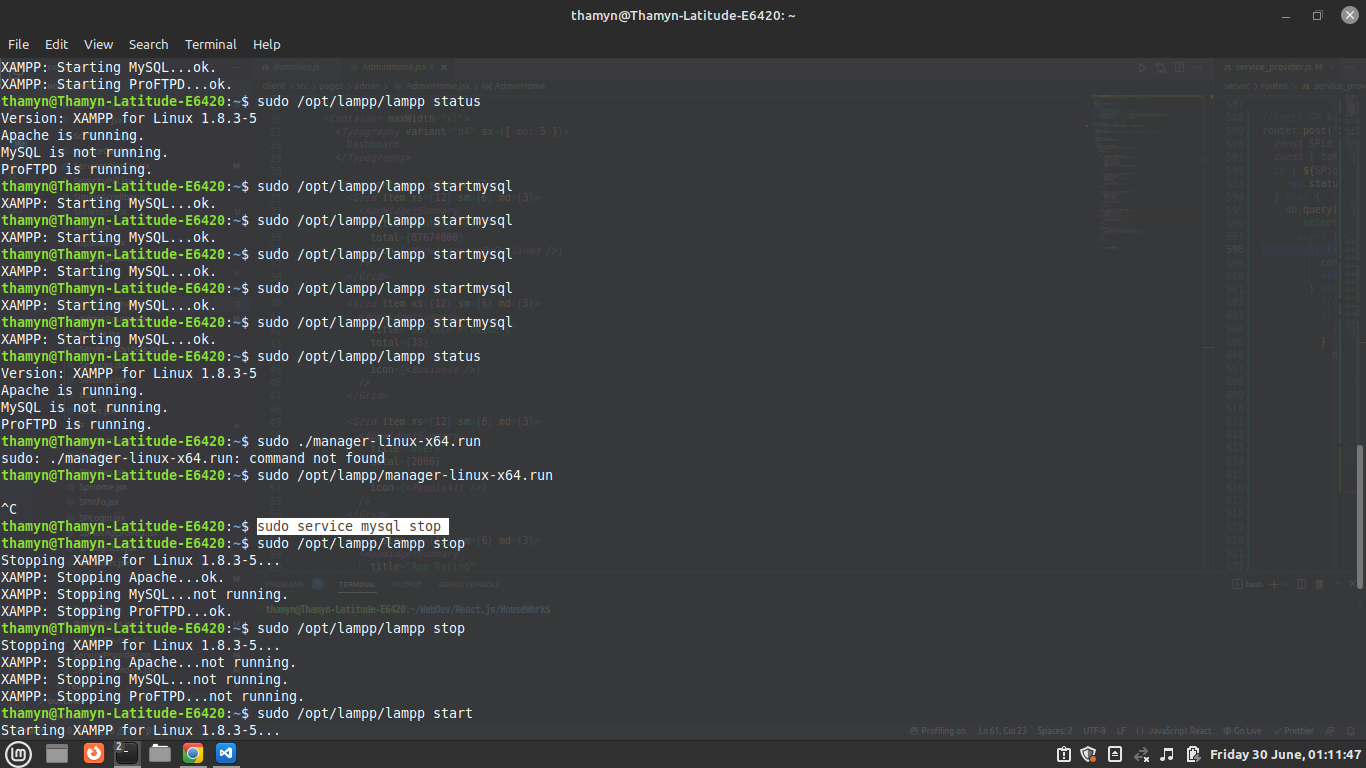 thamyn@Thamyn-Latitude-E6420: ~
File Edit View Search Terminal Help
XAMPP: Starting MySQL...ok.
XAMPP: Starting ProFTPD...ok.
thamyn@Thamyn-Latitude-E6420:~$ sudo /opt/lampp/lampp status
Version: XAMPP for Linux 1.8.3-5
Apache is running.
MySQL is not running.
ProFTPD is running.
thamyn@Thamyn-Latitude-E6420:~$ sudo /opt/lampp/lampp startmysql
XAMPP: Starting MySQL...ok.
thamyn@Thamyn-Latitude-E6420:~$ sudo /opt/lampp/lampp startmysql
XAMPP: Starting MySQL...ok.
thamyn@Thamyn-Latitude-E6420:~$ sudo /opt/lampp/lampp startmysql
XAMPP: Starting MySQL...ok.
thamyn@Thamyn-Latitude-E6420:~$ sudo /opt/lampp/lampp startmysql
XAMPP: Starting MySQL...ok.
thamyn@Thamyn-Latitude-E6420:~$ sudo /opt/lampp/lampp startmysql
XAMPP: Starting MySQL...ok.
thamyn@Thamyn-Latitude-E6420:~$ sudo /opt/lampp/lampp status
Version: XAMPP for Linux 1.8.3-5
Apache is running.
MySQL is not running.
ProFTPD is running.
thamyn@Thamyn-Latitude-E6420:~$ sudo ./manager-linux-x64.run
sudo: ./manager-linux-x64.run: command not found
thamyn@Thamyn-Latitude-E6420:~$ sudo /opt/lampp/manager-linux-x64.run
^C
thamyn@Thamyn-Latitude-E6420:~$ sudo service mysql stop
thamyn@Thamyn-Latitude-E6420:~$ sudo /opt/lampp/lampp stop
Stopping XAMPP for Linux 1.8.3-5...
XAMPP: Stopping Apache...ok.
XAMPP: Stopping MySQL...not running.
XAMPP: Stopping ProFTPD...ok.
thamyn@Thamyn-Latitude-E6420:~$ sudo /opt/lampp/lampp stop
Stopping XAMPP for Linux 1.8.3-5...
XAMPP: Stopping Apache...not running.
XAMPP: Stopping MySQL...not running.
XAMPP: Stopping ProFTPD...not running.
thamyn@Thamyn-Latitude-E6420:~$ sudo /opt/lampp/lampp start
Starting XAMPP for Linux 1.8.3-5...
Friday 30 June, 01:11:47